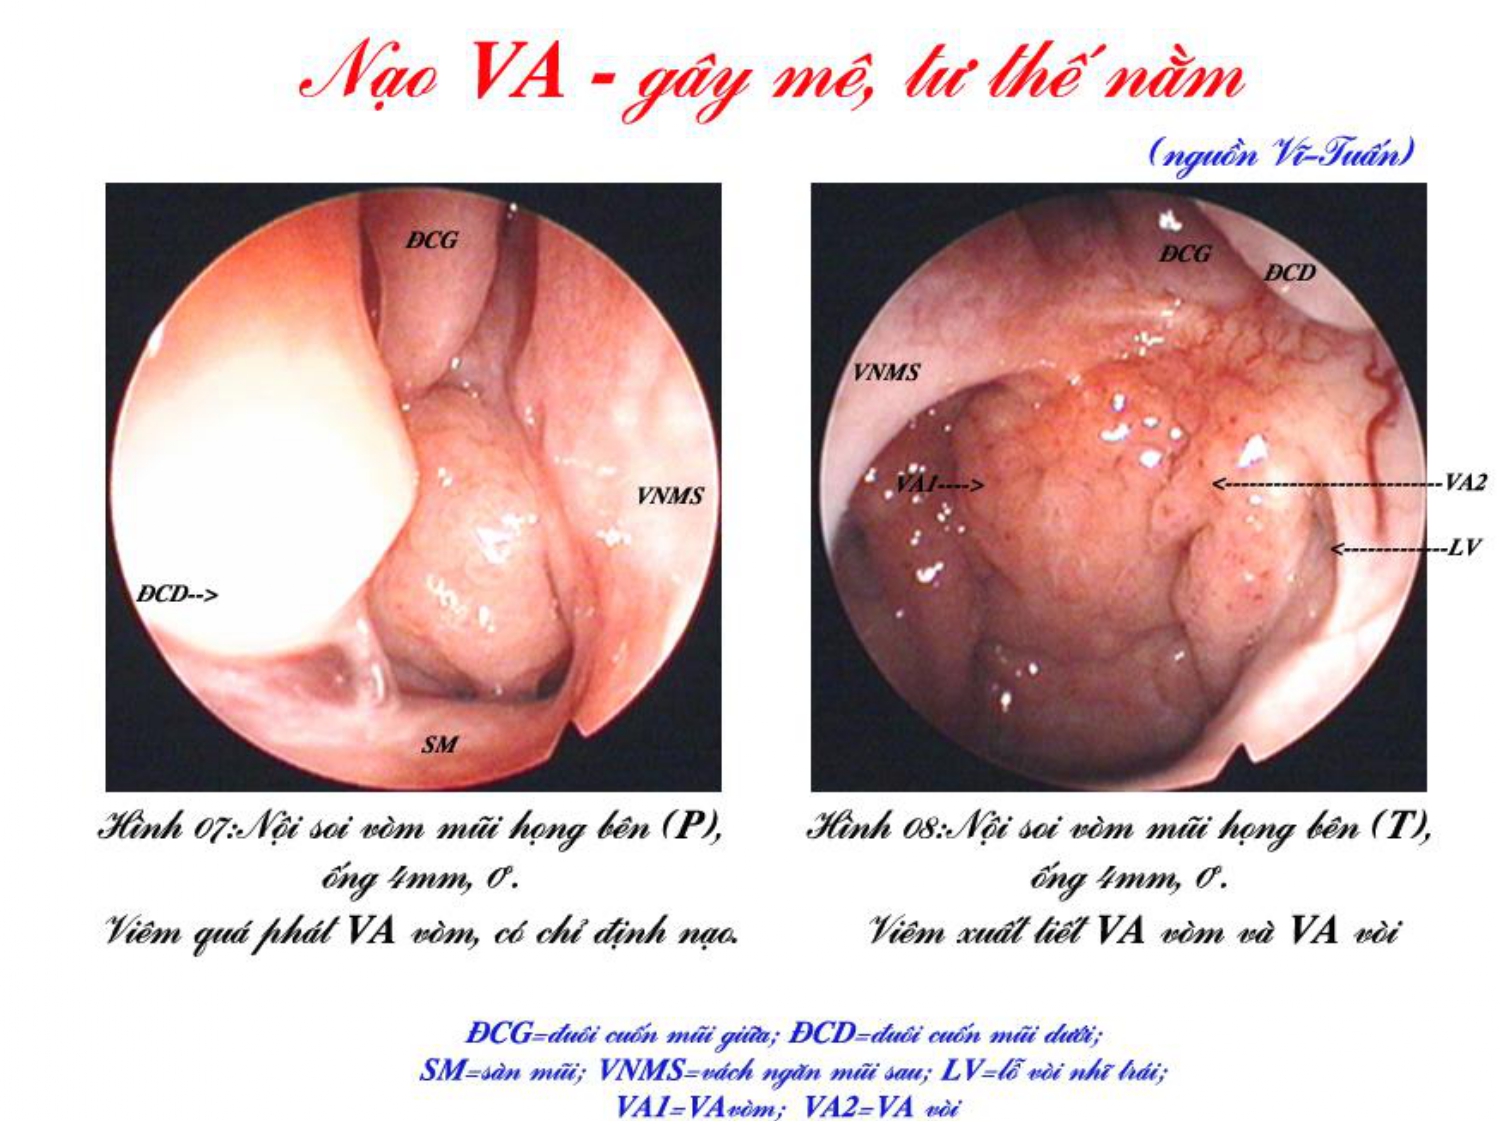 Nạo VA - gây mê, tư thế nằm
(nguồn Vĩ-Tuấn)
ĐCG
ĐCD-->
VNMS
SM
ĐCG
ĐCD
VNMS
VA1---->
<--------------------------VA2
<-------------LV
Hình 07:Nội soi vòm mũi họng bên (P),
ống 4mm, 0°.
Viêm quá phát VA vòm, có chỉ định nạo.
Hình 08:Nội soi vòm mũi họng bên (T),
ống 4mm, 0°.
Viêm xuất tiết VA vòm và VA vòi
ĐCG=đuôi cuốn mũi giữa; ĐCD=đuôi cuốn mũi dưới;
SM=sàn mũi; VNMS=vách ngăn mũi sau; LV=lỗ vòi nhĩ trái;
VA1=VAvòm; VA2=VA vòi